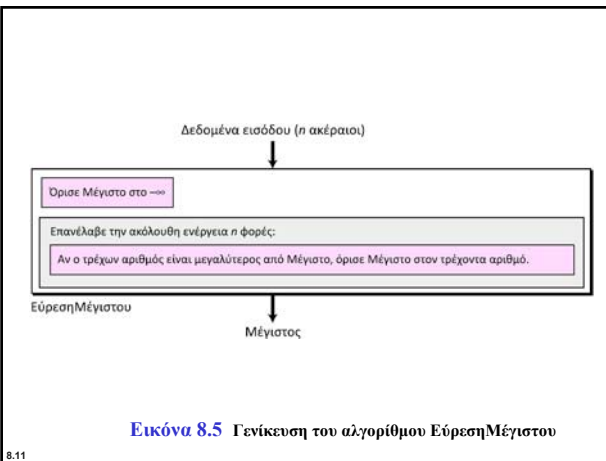 Δεδομένα εισόδου (n ακέραιοι)
Όρισε Μέγιστο στο −∞
Επανέλαβε την ακόλουθη ενέργεια n φορές:
Αν ο τρέχων αριθμός είναι μεγαλύτερος από Μέγιστο, όρισε Μέγιστο στον τρέχοντα αριθμό.
ΕύρεσηΜέγιστου
Μέγιστος
Εικόνα 8.5 Γενίκευση του αλγορίθμου ΕύρεσηΜέγιστου
8.11